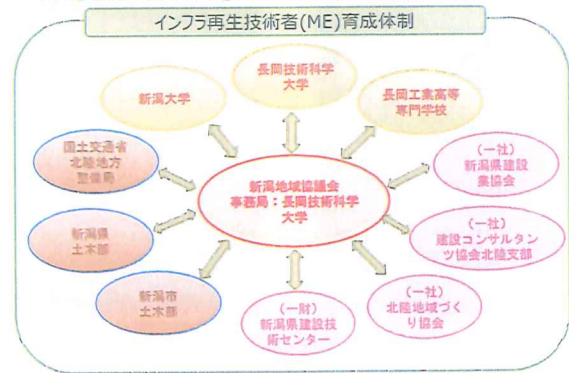 インフラ再生技術者(ME)育成体制
長岡技術科学
大学
新潟大学
長岡工業高等
専門学校
国土交通省
北陸地方
整備局
(一社)
新潟県建設
業協会
新潟地域協議会
事務局：長岡技術科学
大学
新潟県
土木部
(一社)
建設コンサルタン
ツ協会北陸支部
新潟市
土木部
(一財)
新潟県建設技
術センター
(一社)
北陸地域づく
り協会